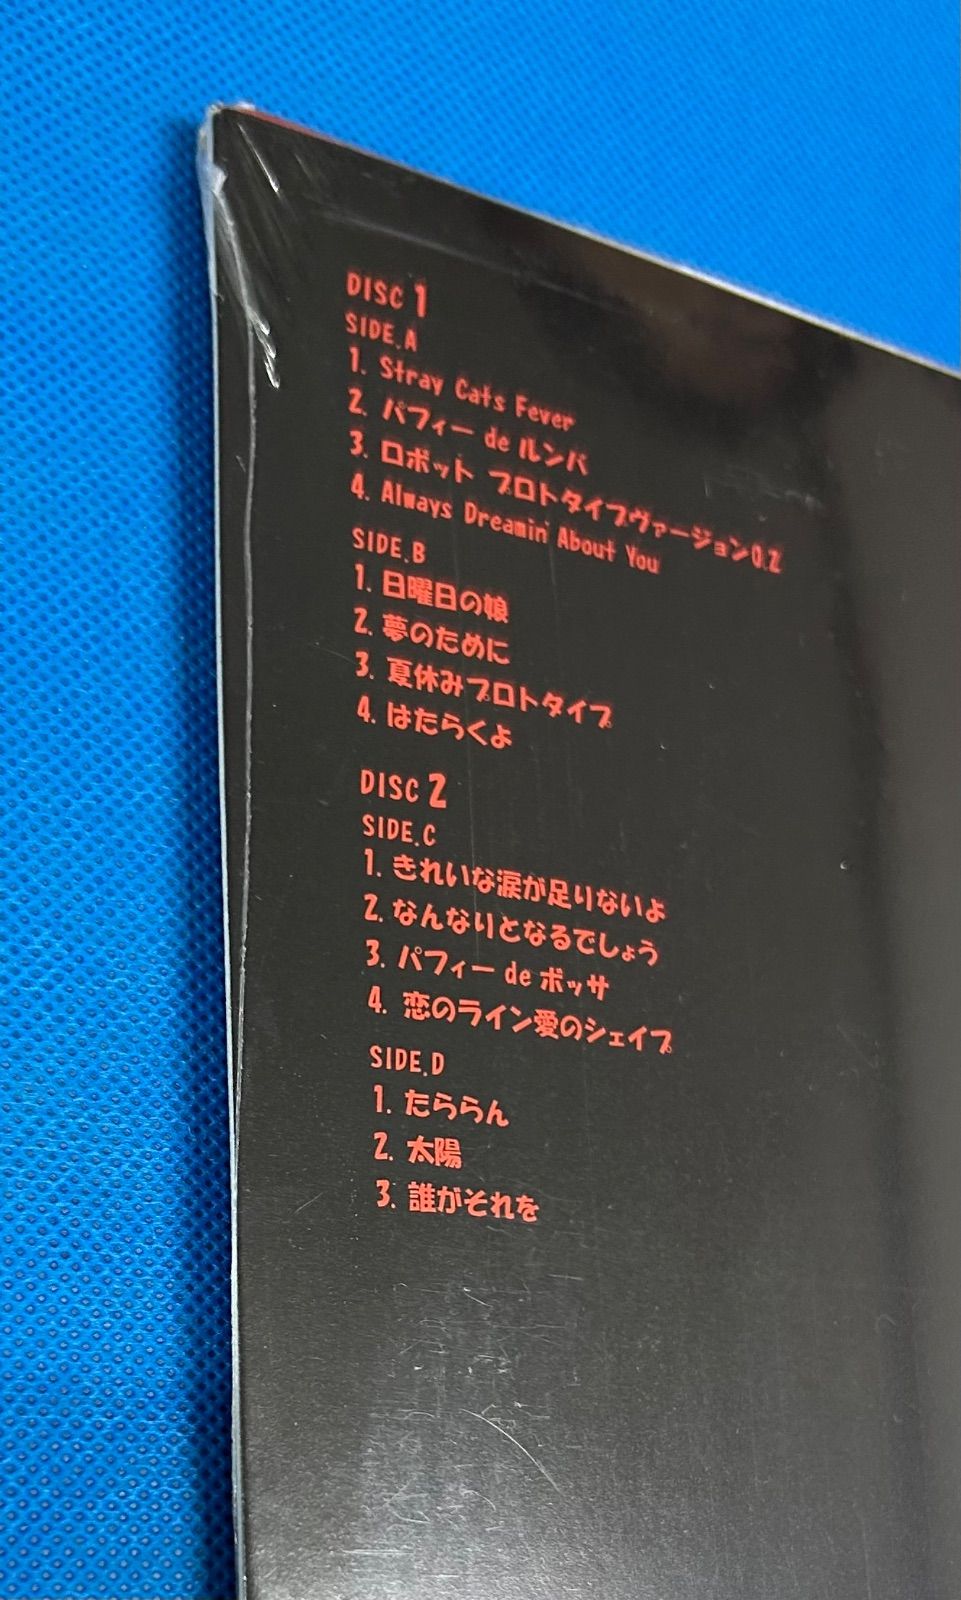 DISC 1
SIDE.A
1. Stray Cats Fever
2. パフィー de ルンバ
3. ロボット プロトタイプヴァージョン0.2
4. Always Dreamin' About You
SIDE.B
1. 日曜日の娘
2. 夢のために
3. 夏休みプロトタイプ
4. はたらくよ
DISC 2
SIDE.C
1. きれいな涙が足りないよ
2. なんなりとなるでしょう
3. パフィー de ボッサ
4. 恋のライン愛のシェイプ
SIDE.D
1. たららん
2. 太陽
3. 誰がそれを